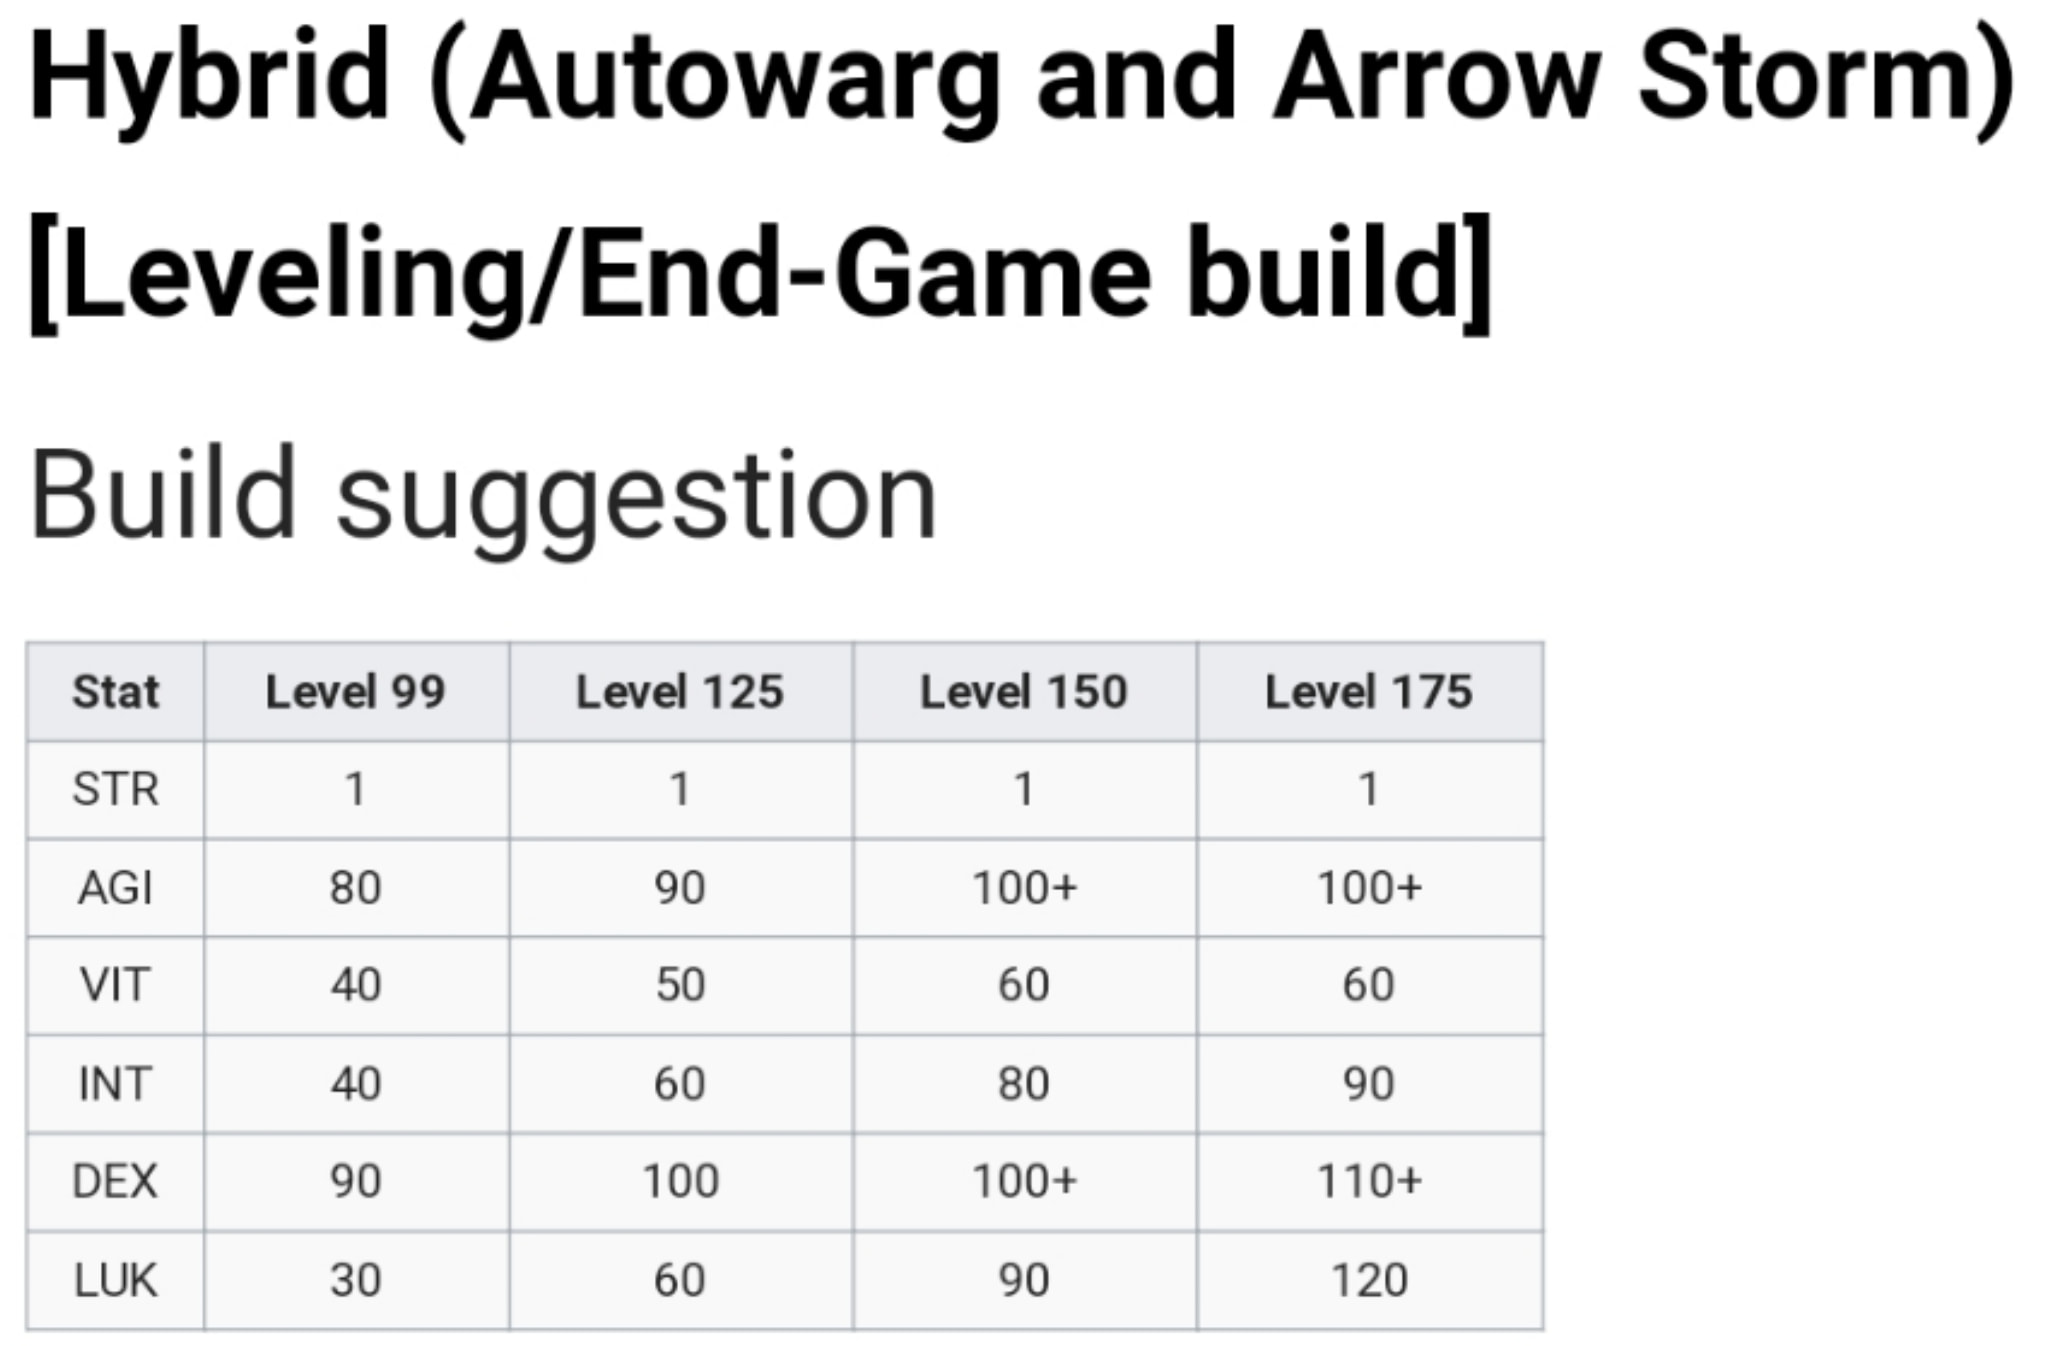 Hybrid (Autowarg and Arrow Storm)
[Leveling/End-Game build]
Build suggestion
Stat Level 99 Level 125 Level 150 Level 175
STR 1 1 1 1
AGI 80 90 100+ 100+
VIT 40 50 60 60
INT 40 60 80 90
DEX 90 100 100+ 110+
LUK 30 60 90 120